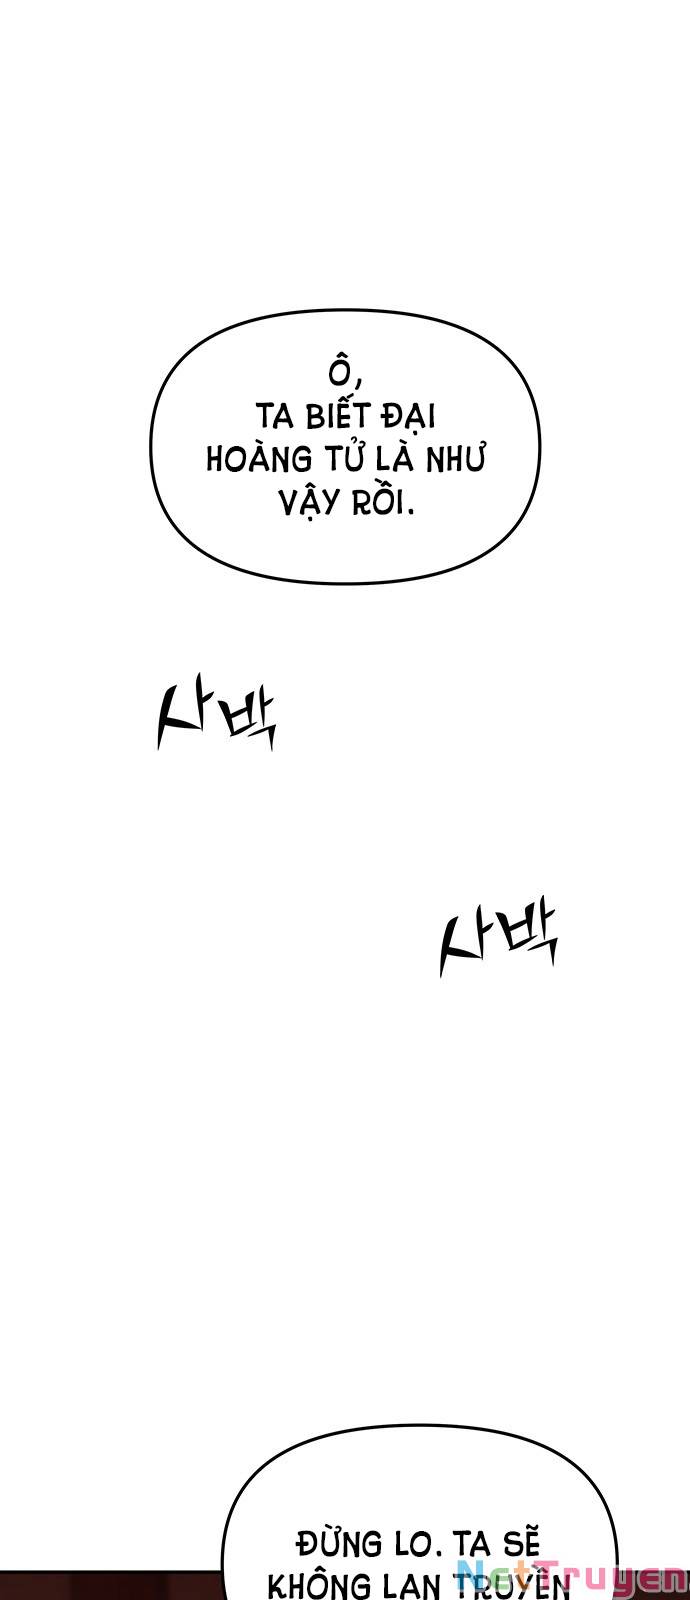 Ô,
TA BIẾT ĐẠI
HOÀNG TỬ LÀ NHƯ
VẬY RỒI.
사박
사박
ĐỪNG LO. TA SẼ
KHÔNG LAN TRUYỀN
NetTruyen